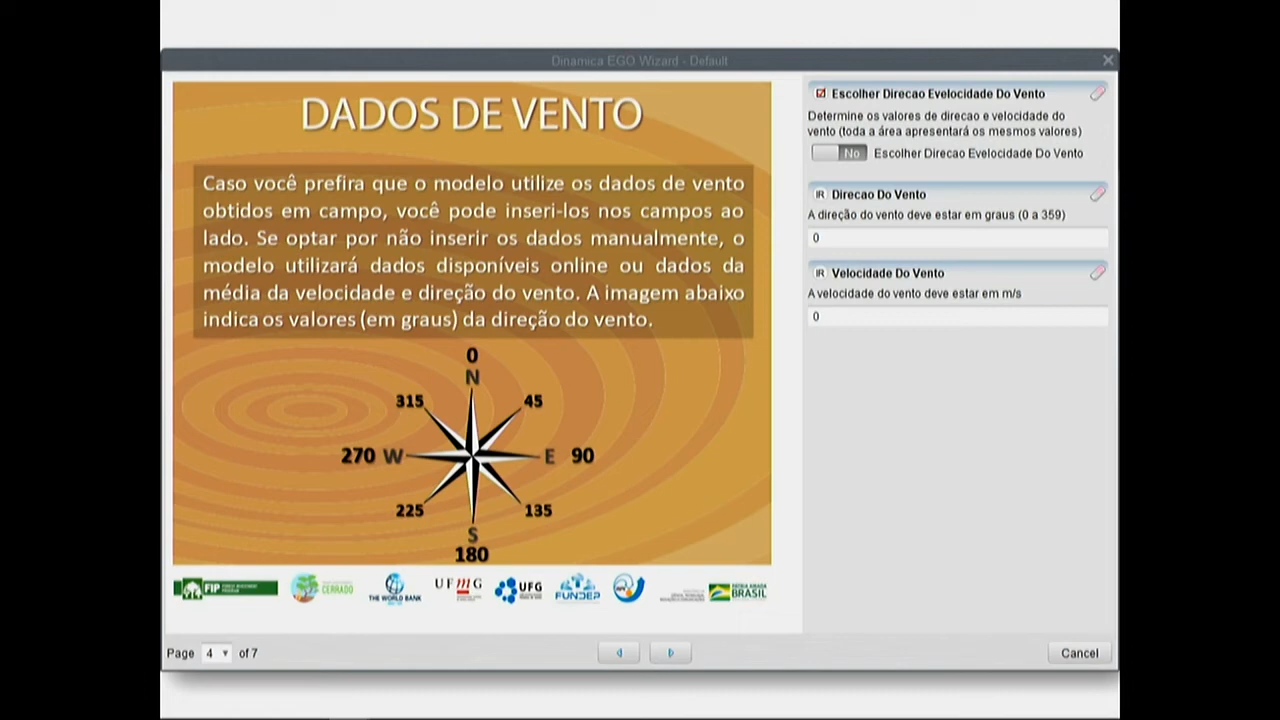 Dinamica EGO Wizard - Default
DADOS DE VENTO
Caso você prefira que o modelo utilize os dados de vento
obtidos em campo, você pode inseri-los nos campos ao
lado. Se optar por não inserir os dados manualmente, o
modelo utilizará dados disponíveis online ou dados da
média da velocidade e direção do vento. A imagem abaixo
indica os valores (em graus) da direção do vento.
0
N
315 45
270 W E 90
225 135
S
180
FIP CERRADO THE WORLD BANK UFMG UFG FUNDEP PÁTRIA AMADA BRASIL
Escolher Direcao Evelocidade Do Vento
Determine os valores de direcao e velocidade do
vento (toda a área apresentará os mesmos valores)
No Escolher Direcao Evelocidade Do Vento
IR Direcao Do Vento
A direção do vento deve estar em graus (0 a 359)
0
IR Velocidade Do Vento
A velocidade do vento deve estar em m/s
0
Page 4 of 7
Cancel